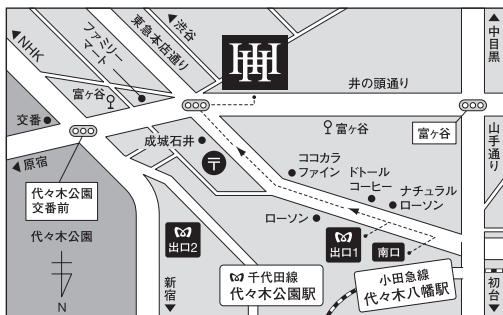 NHK
ファミリー
マート
渋谷
東急本店通り
HH
中目黒
井の頭通り
富ヶ谷
交番
成城石井
〒
富ヶ谷
富ヶ谷
山手通り
原宿
代々木公園
交番前
ココカラ
ファイン
ドトール
コーヒー
ナチュラル
ローソン
ローソン
代々木公園
出口2
出口1
南口
新宿
千代田線
代々木公園駅
小田急線
代々木八幡駅
初台
N